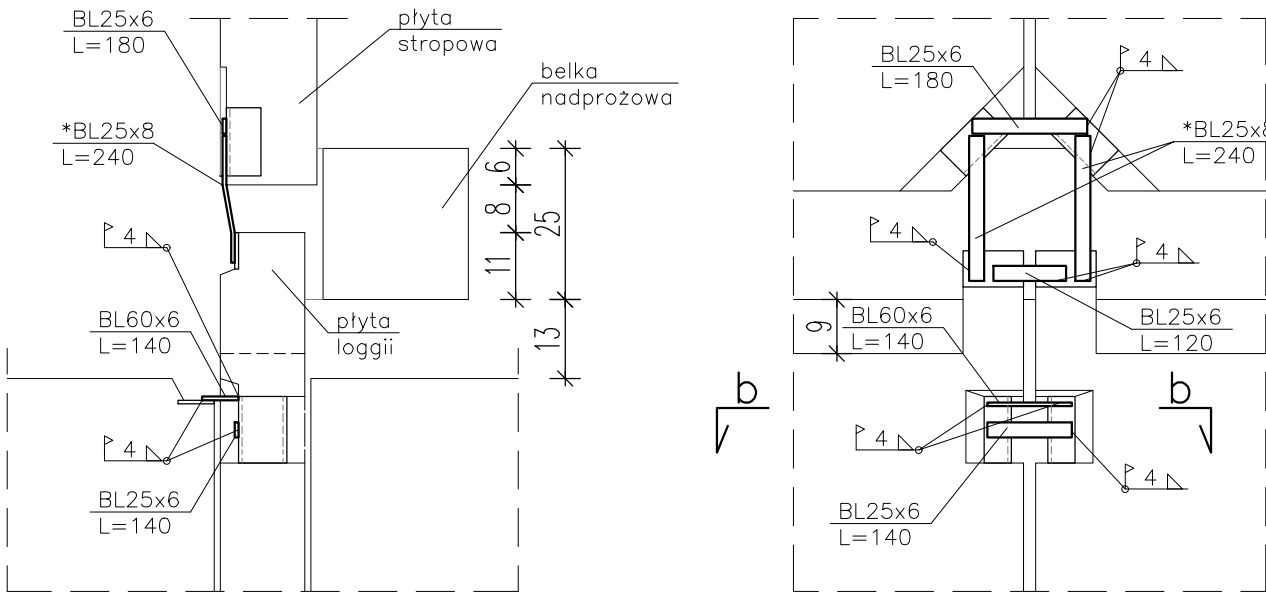 BL25x6
L=180
płyta
stropowa
belka
nadprożowa
*BL25x8
L=240
6
8
11
25
13
4
BL60x6
L=140
płyta
loggii
4
BL25x6
L=140
BL25x6
L=180
4
*BL25x8
L=240
4
4
9
BL60x6
L=140
BL25x6
L=120
b
b
4
4
BL25x6
L=140